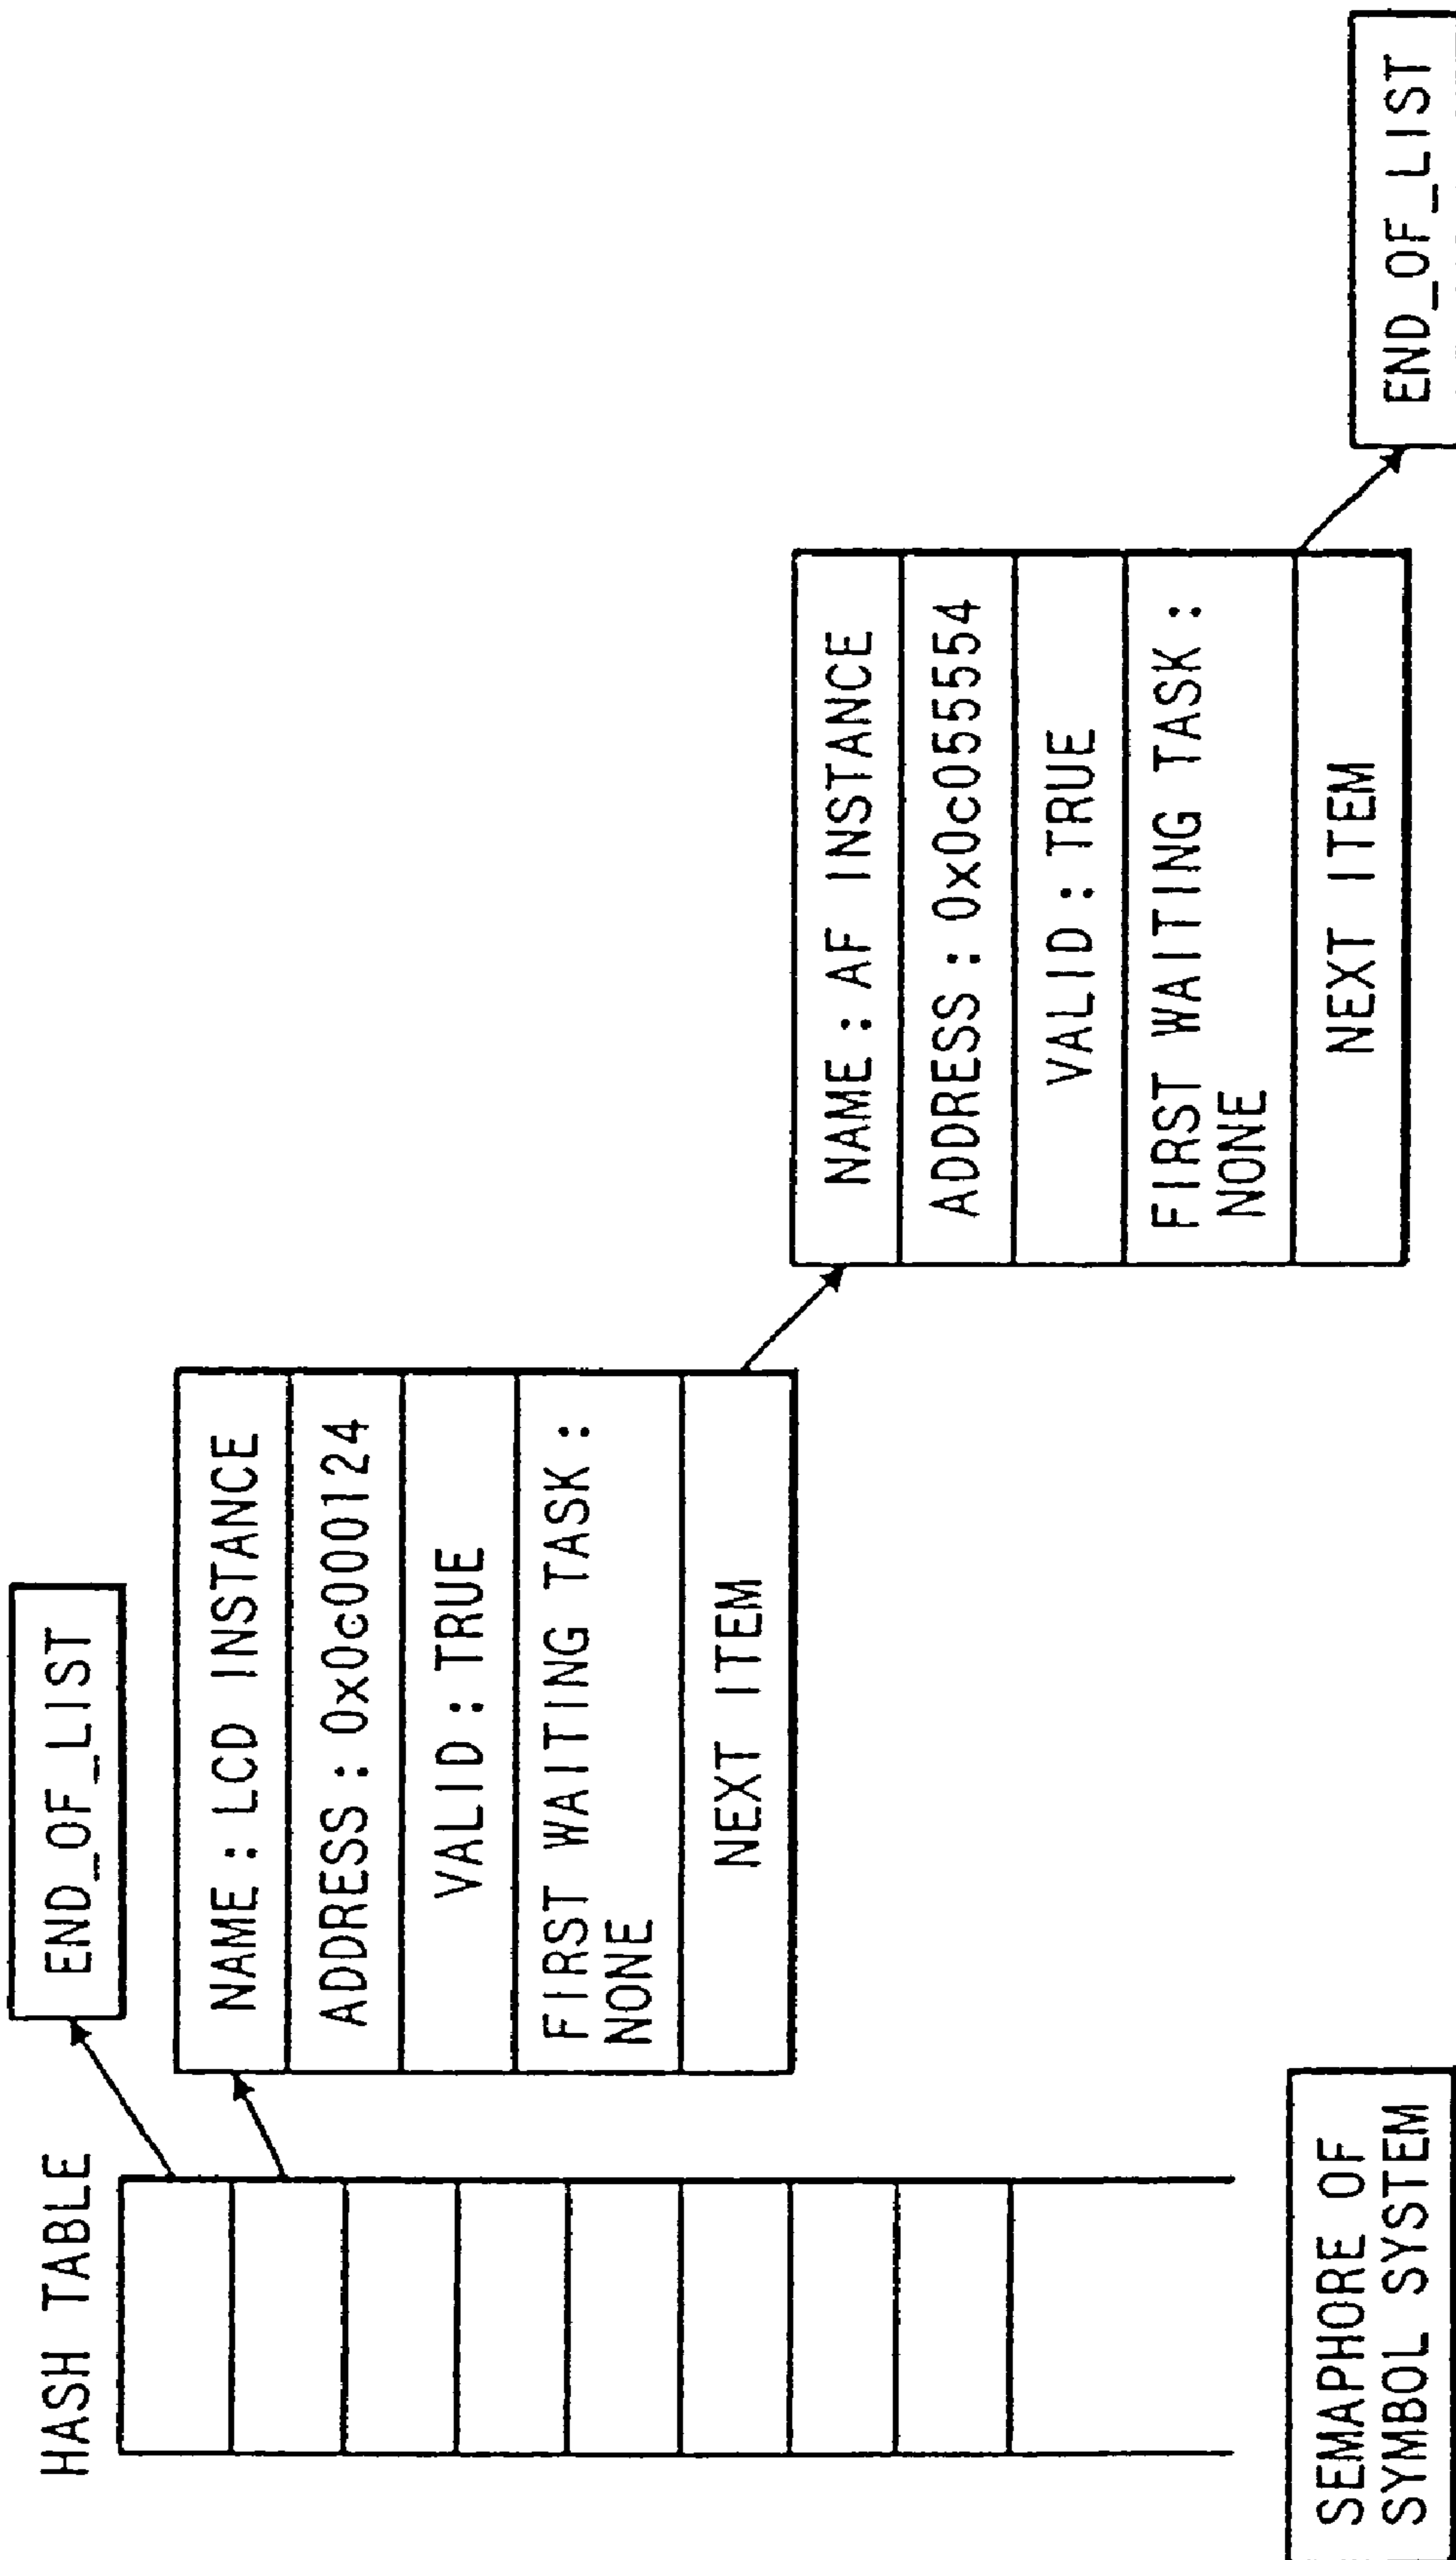 HASH TABLE
END_OF_LIST
NAME : LCD INSTANCE
ADDRESS : 0x0c000124
VALID : TRUE
FIRST WAITING TASK :
NONE
NEXT ITEM
NAME : AF INSTANCE
ADDRESS : 0x0c055554
VALID : TRUE
FIRST WAITING TASK :
NONE
NEXT ITEM
END_OF_LIST
SEMAPHORE OF
SYMBOL SYSTEM